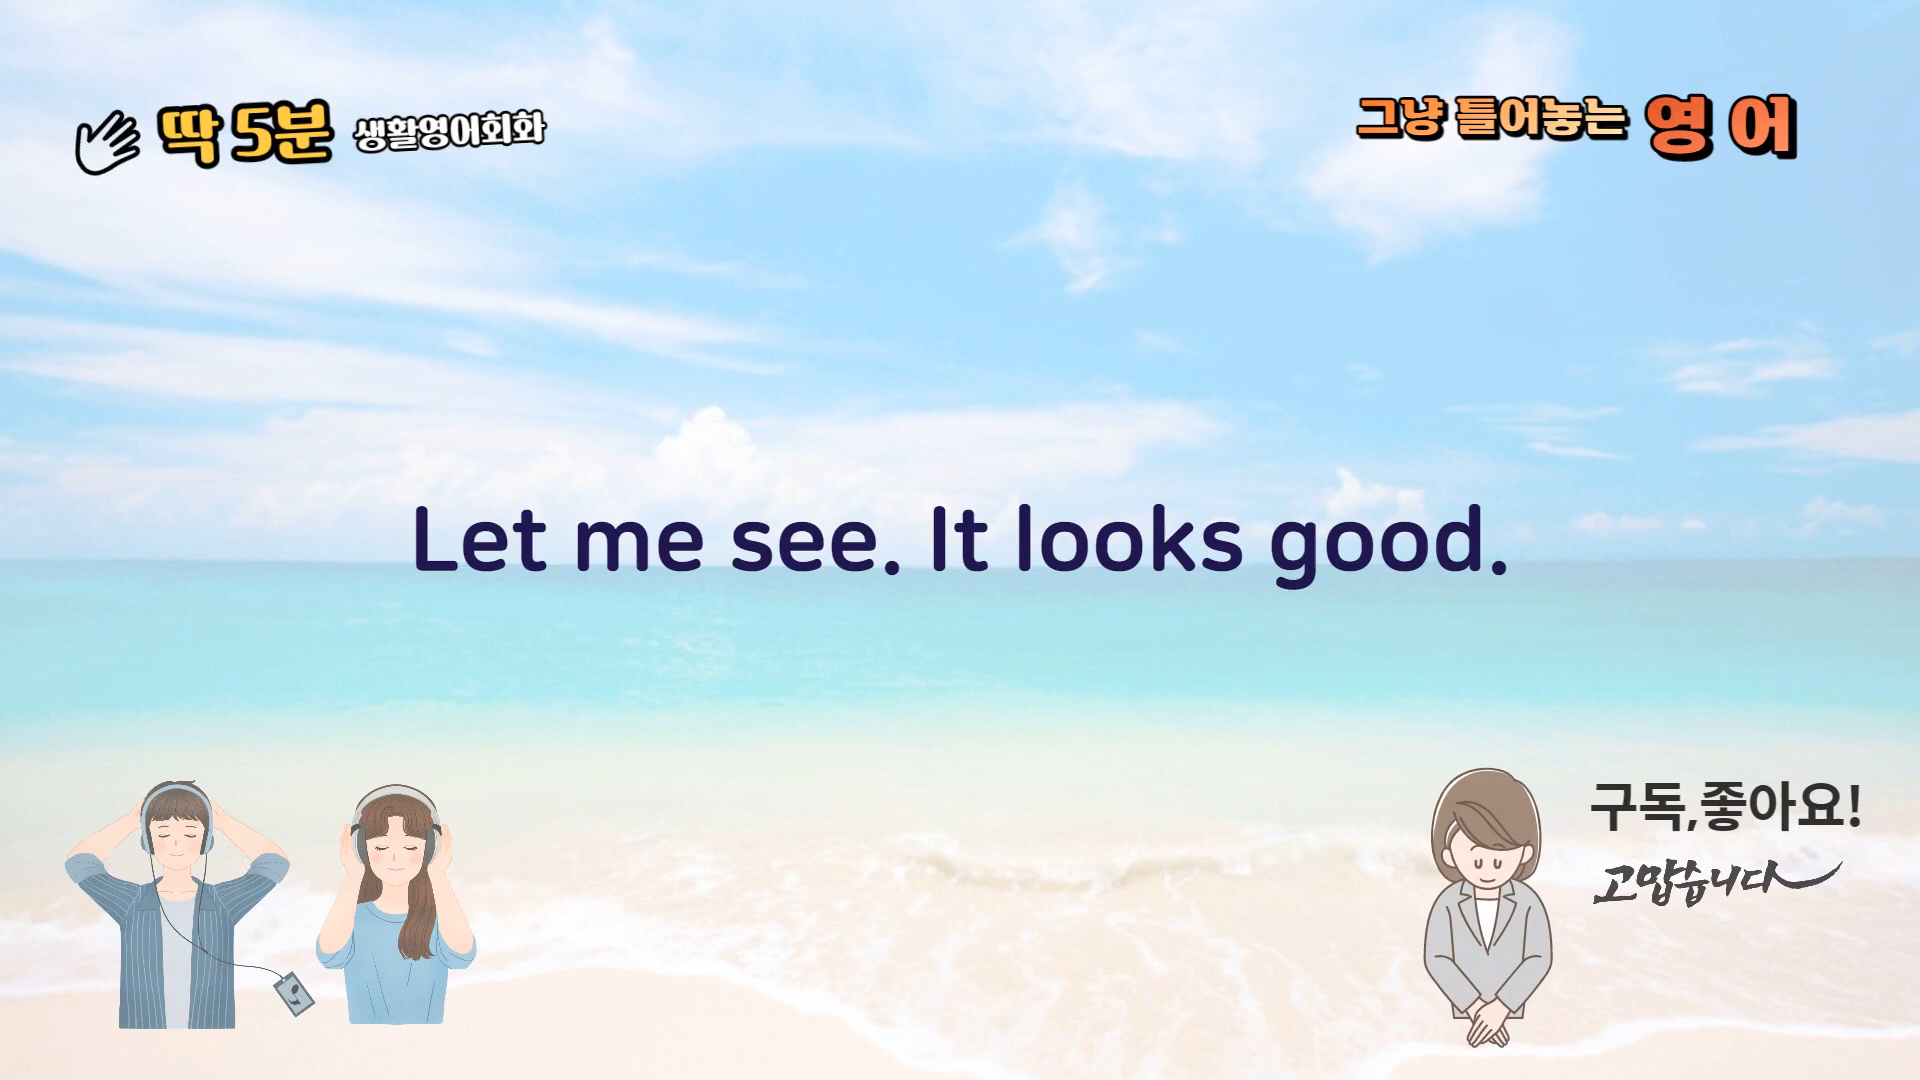 딱 5분 생활영어회화
그냥 틀어놓는 영어
Let me see. It looks good.
구독,좋아요!
고맙습니다